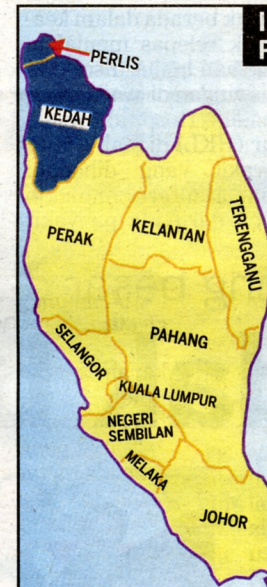 PERLIS
KEDAH
PERAK
KELANTAN
TERENGGANU
PAHANG
SELANGOR
KUALA LUMPUR
NEGERI
SEMBILAN
MELAKA
JOHOR